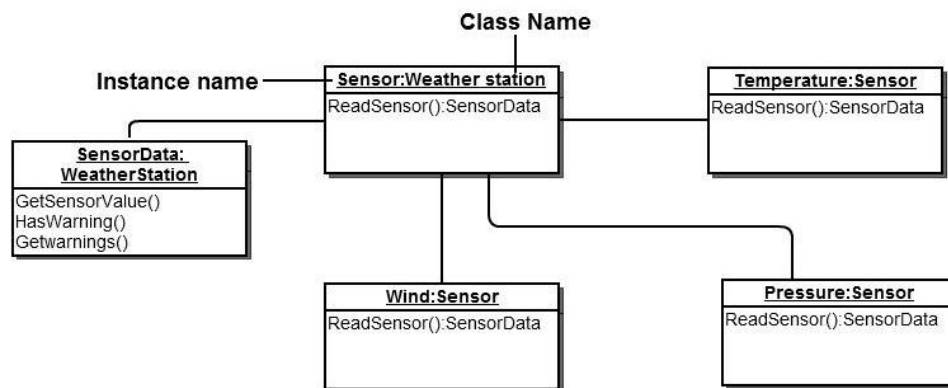 Class Name
Instance name
Sensor:Weather station
ReadSensor():SensorData
Temperature:Sensor
ReadSensor():SensorData
SensorData:
WeatherStation
GetSensorValue()
HasWarning()
Getwarnings()
Wind:Sensor
ReadSensor():SensorData
Pressure:Sensor
ReadSensor():SensorData